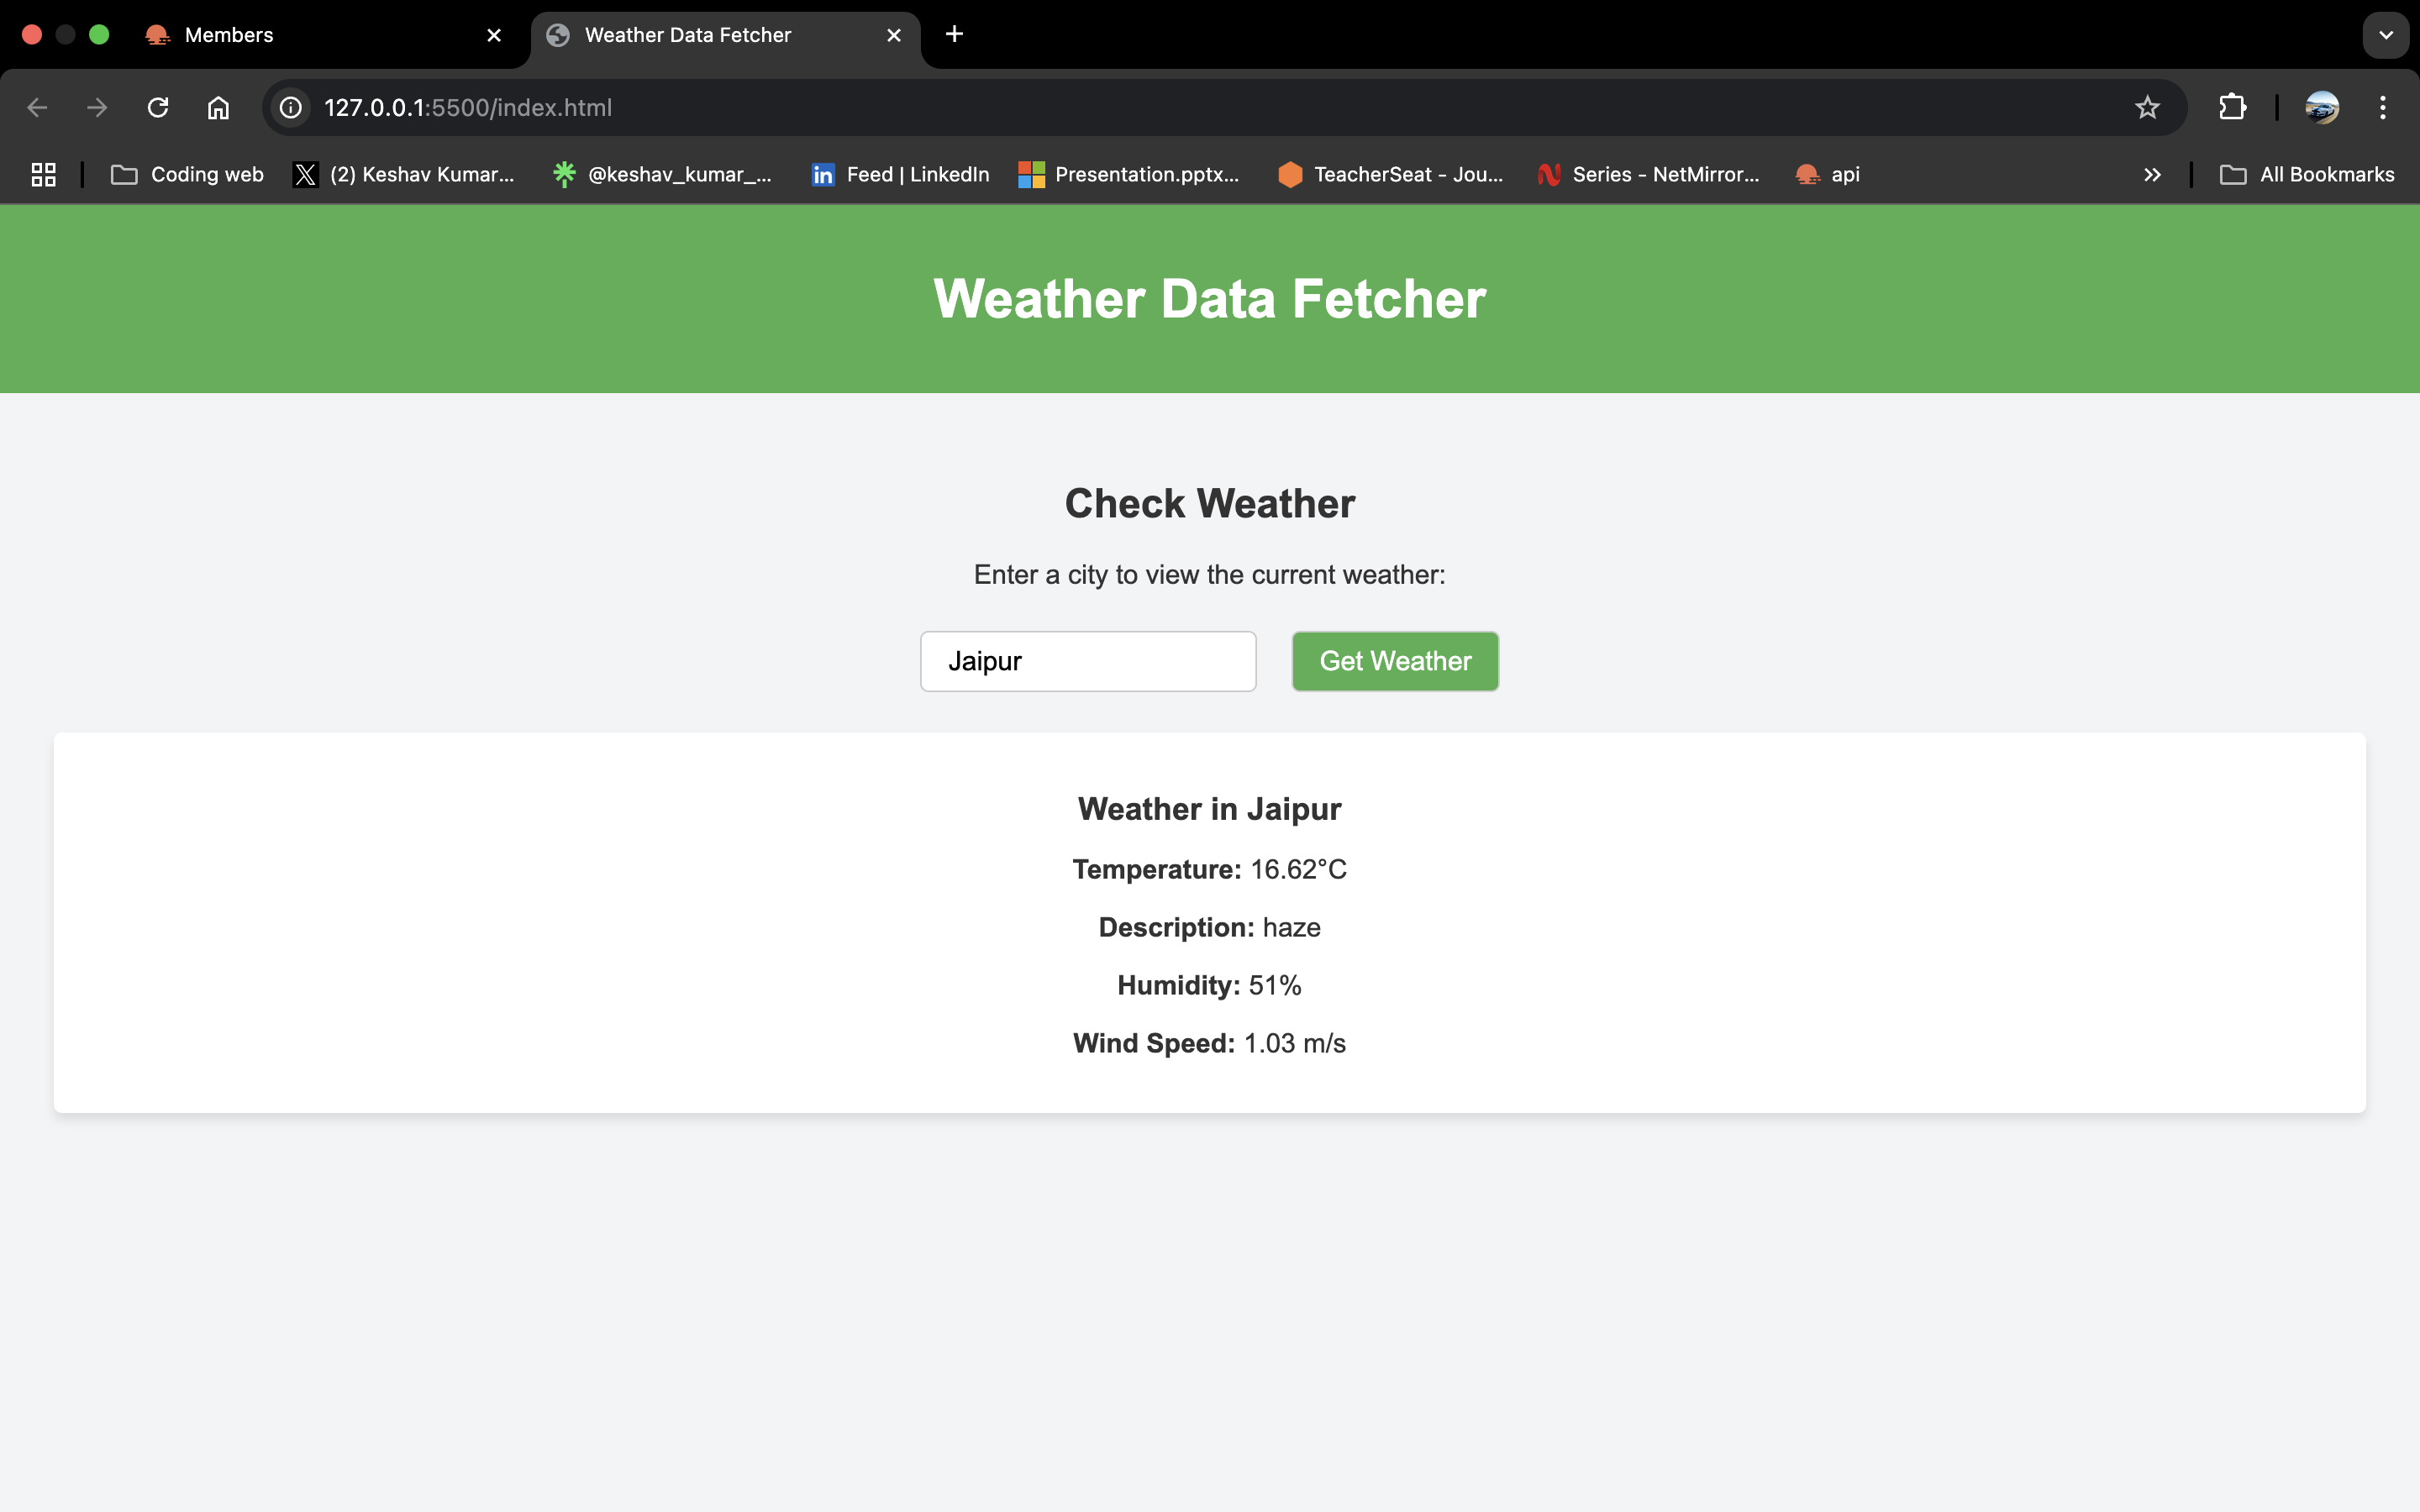 Members
Weather Data Fetcher
127.0.0.1:5500/index.html
Coding web (2) Keshav Kumar... @keshav_kumar_... Feed | LinkedIn Presentation.pptx... TeacherSeat - Jou... Series - NetMirror... api All Bookmarks
Weather Data Fetcher
Check Weather
Enter a city to view the current weather:
Jaipur Get Weather
Weather in Jaipur
Temperature: 16.62°C
Description: haze
Humidity: 51%
Wind Speed: 1.03 m/s